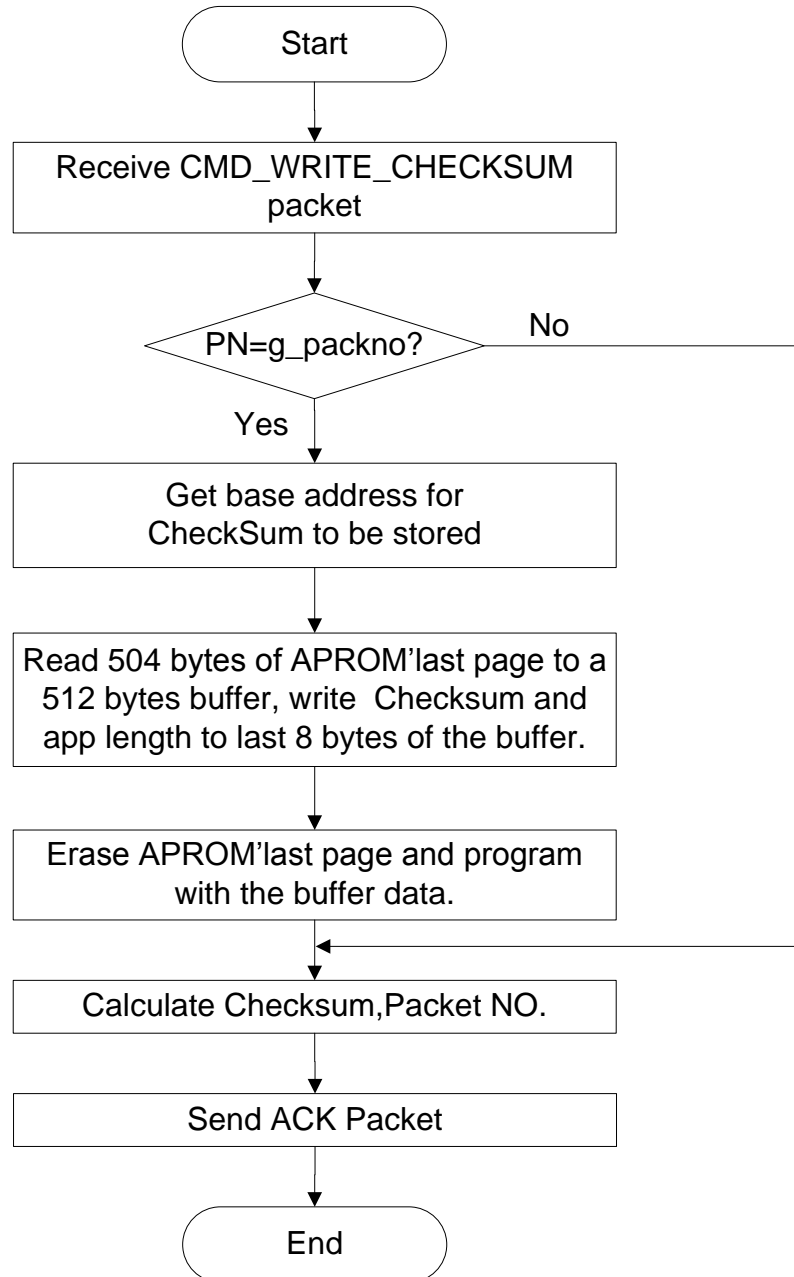 Start
Receive CMD_WRITE_CHECKSUM
packet
PN=g_packno?
No
Yes
Get base address for
CheckSum to be stored
Read 504 bytes of APROM’last page to a
512 bytes buffer, write  Checksum and
app length to last 8 bytes of the buffer.
Erase APROM’last page and program
with the buffer data.
Calculate Checksum,Packet NO.
Send ACK Packet
End